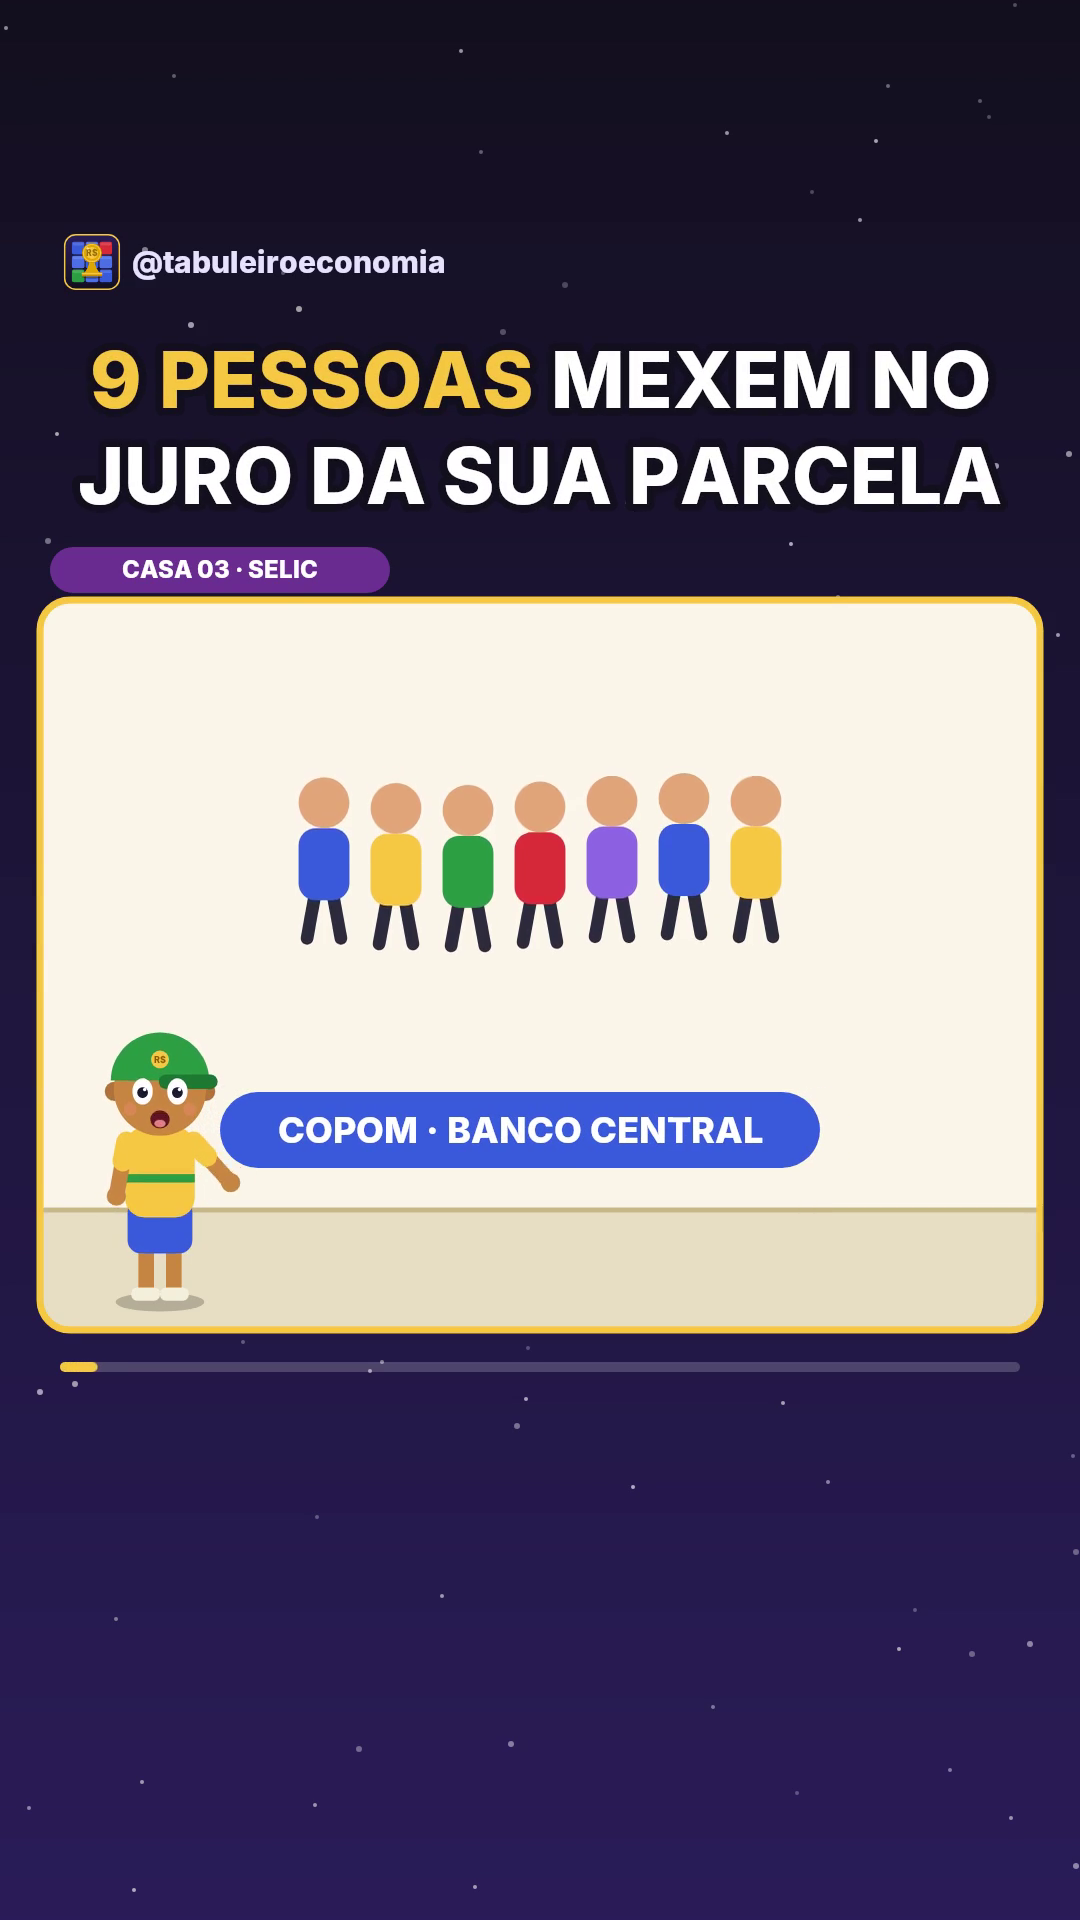 R$
@tabuleiroeconomia
9 PESSOAS MEXEM NO
JURO DA SUA PARCELA
CASA 03 · SELIC
R$
COPOM · BANCO CENTRAL